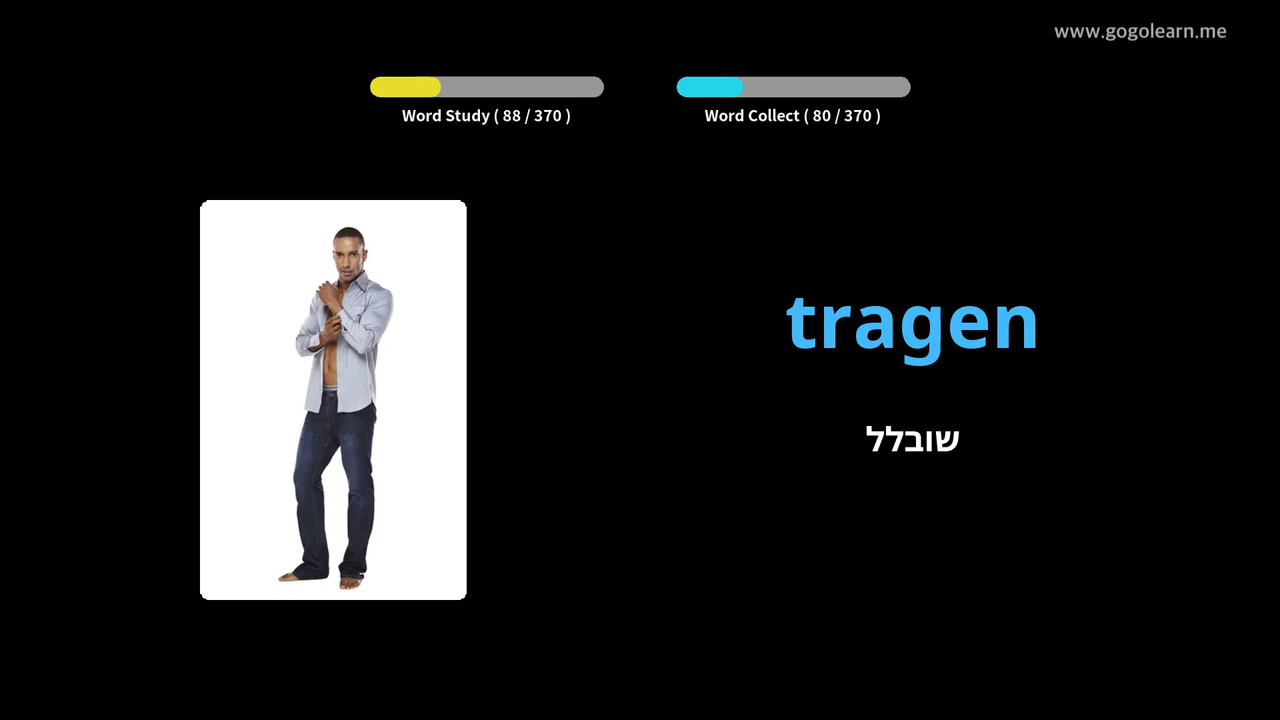 www.gogolearn.me
Word Study ( 88 / 370 )
Word Collect ( 80 / 370 )
tragen
שובלל